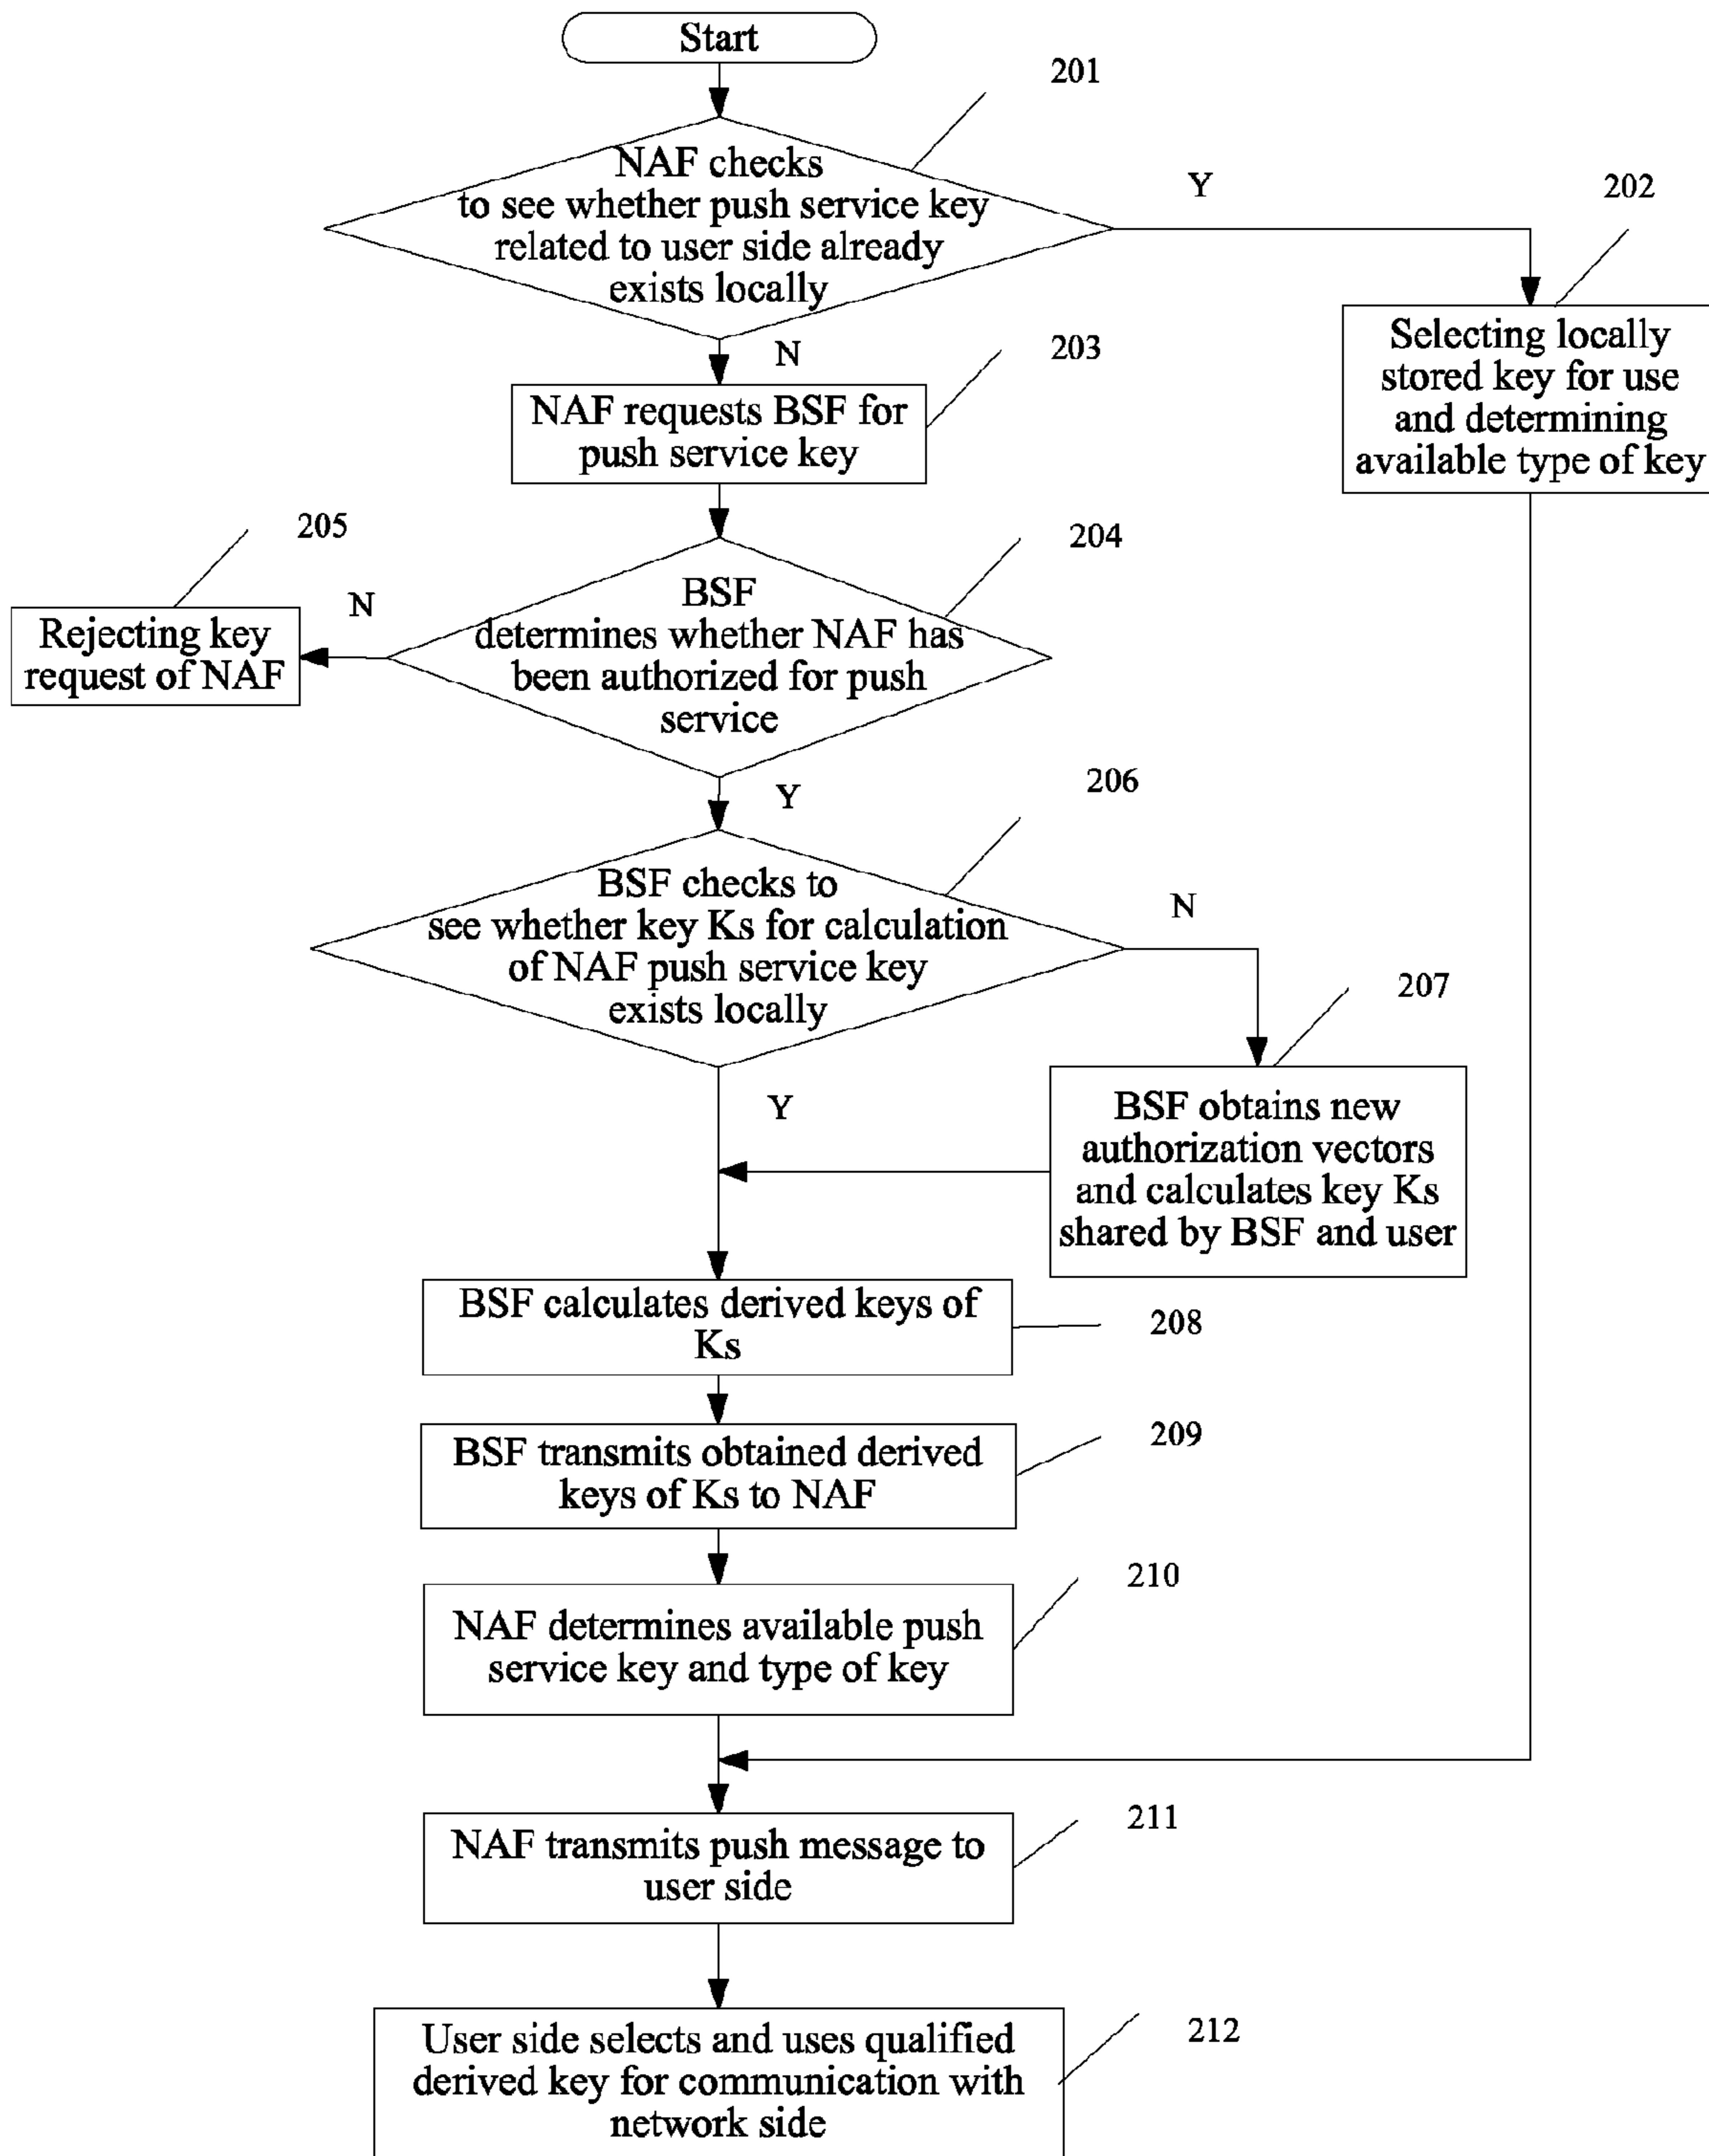 Start
201
NAF checks
to see whether push service key
related to user side already
exists locally
Y
202
Selecting locally
stored key for use
and determining
available type of key
N
203
NAF requests BSF for
push service key
205
204
N
Rejecting key
request of NAF
BSF
determines whether NAF has
been authorized for push
service
Y
206
BSF checks to
see whether key Ks for calculation
of NAF push service key
exists locally
N
207
Y
BSF obtains new
authorization vectors
and calculates key Ks
shared by BSF and user
BSF calculates derived keys of
Ks
208
BSF transmits obtained derived
keys of Ks to NAF
209
NAF determines available push
service key and type of key
210
NAF transmits push message to
user side
211
User side selects and uses qualified
derived key for communication with
network side
212